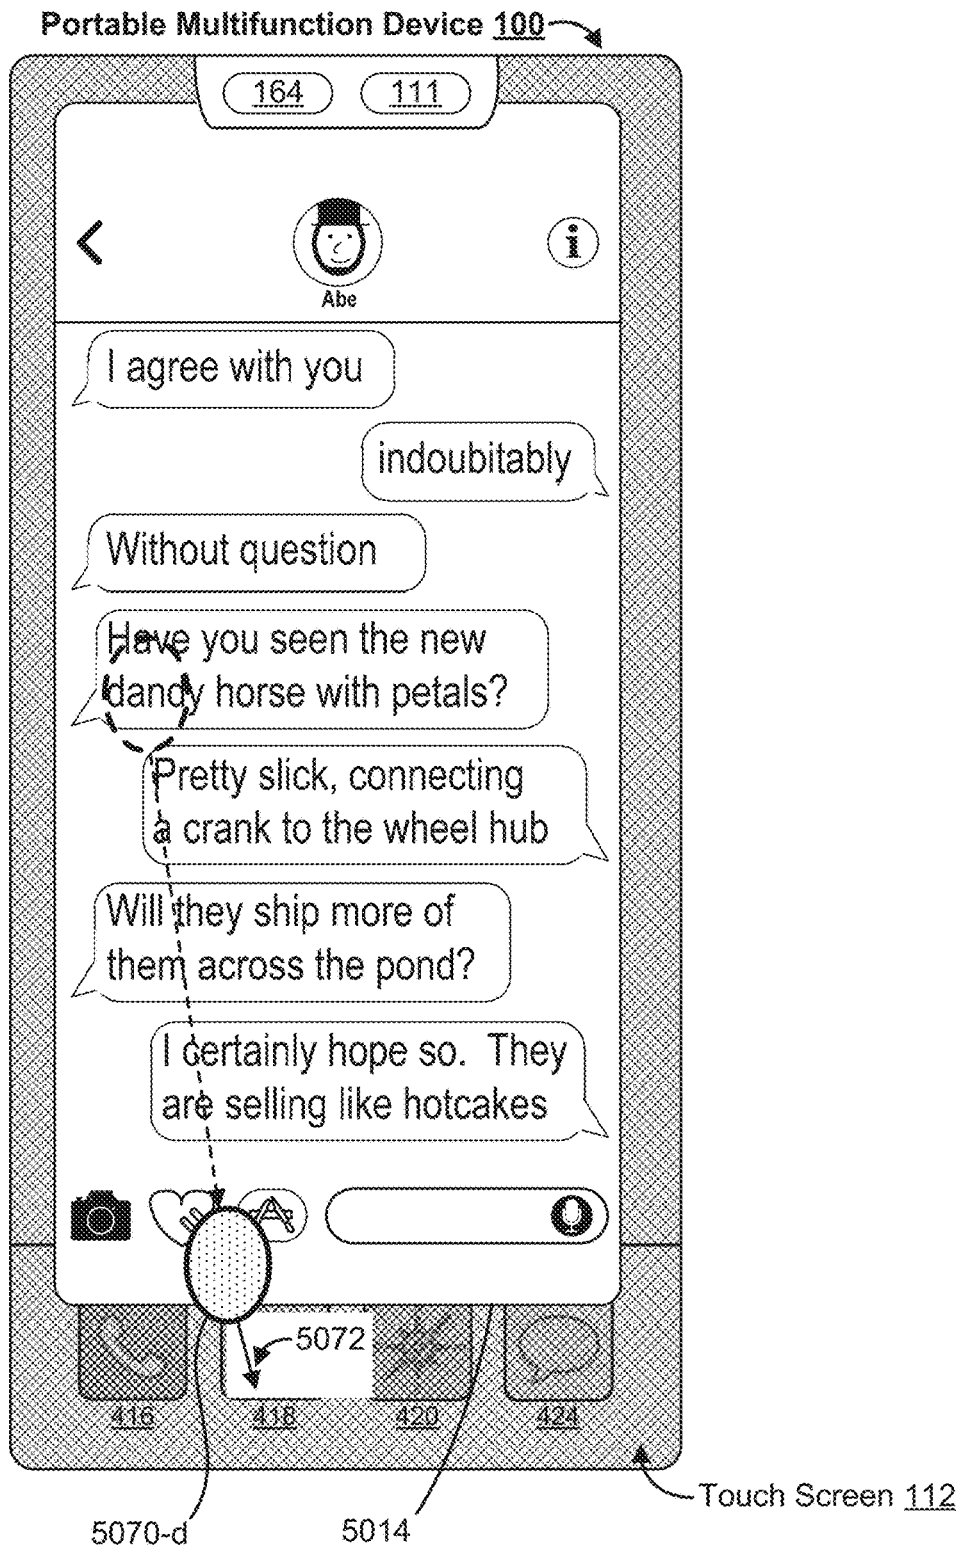 Portable Multifunction Device 100
164 111
i
Abe
I agree with you
indoubitably
Without question
Have you seen the new
dandy horse with petals?
Pretty slick, connecting
a crank to the wheel hub
Will they ship more of
them across the pond?
I certainly hope so. They
are selling like hotcakes
5072
416 418 420 424
Touch Screen 112
5070-d 5014